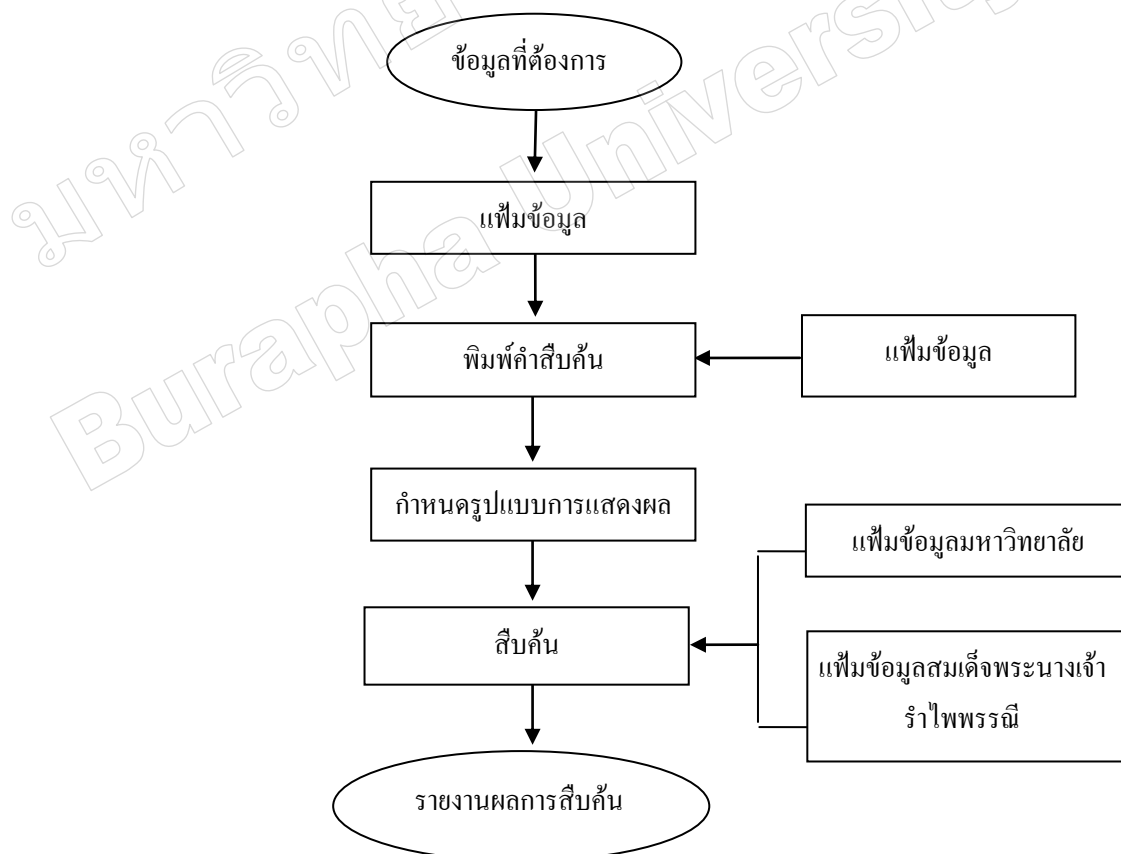 ข้อมูลที่ต้องการ
แฟ้มข้อมูล
พิมพ์คำสืบค้น
แฟ้มข้อมูล
กำหนดรูปแบบการแสดงผล
แฟ้มข้อมูลมหาวิทยาลัย
สืบค้น
แฟ้มข้อมูลสมเด็จพระนางเจ้า
รำไพพรรณี
รายงานผลการสืบค้น
Burapha University